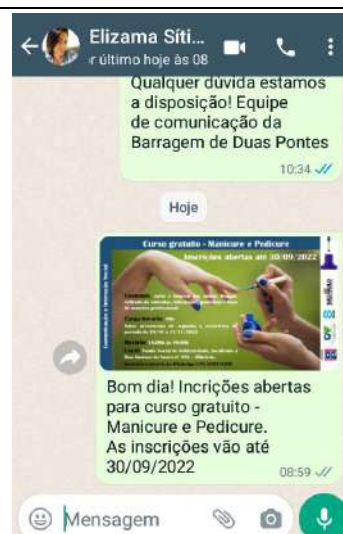 Elizama Síti...
r último hoje às 08
Qualquer dúvida estamos
a disposição! Equipe
de comunicação da
Barragem de Duas Pontes
10:34
Hoje
Curso gratuito - Manicure e Pedicure
Inscrições abertas até 30/09/2022
Bom dia! Incrições abertas
para curso gratuito -
Manicure e Pedicure.
As inscrições vão até
30/09/2022
08:59
Mensagem